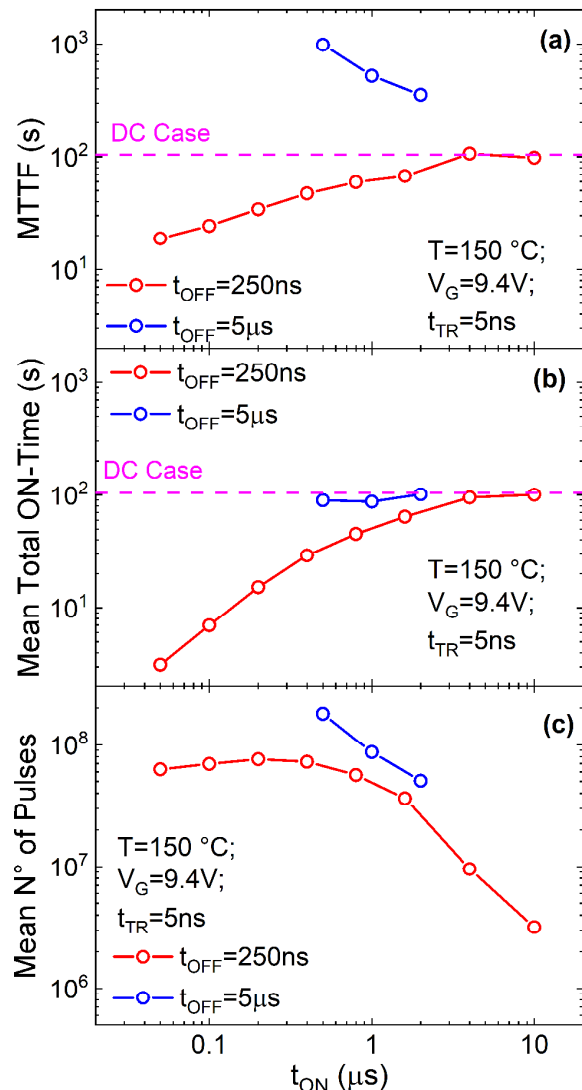 (a)
10³
DC Case
10²
MTTF (s)
10¹
T=150 °C;
V_G=9.4V;
t_TR=5ns
t_OFF=250ns
t_OFF=5μs
(b)
t_OFF=250ns
t_OFF=5μs
10³
DC Case
10²
Mean Total ON-Time (s)
10¹
T=150 °C;
V_G=9.4V;
t_TR=5ns
(c)
10⁸
Mean N° of Pulses
10⁷
T=150 °C;
V_G=9.4V;
t_TR=5ns
t_OFF=250ns
t_OFF=5μs
10⁶
0.1 1 10
t_ON (μs)